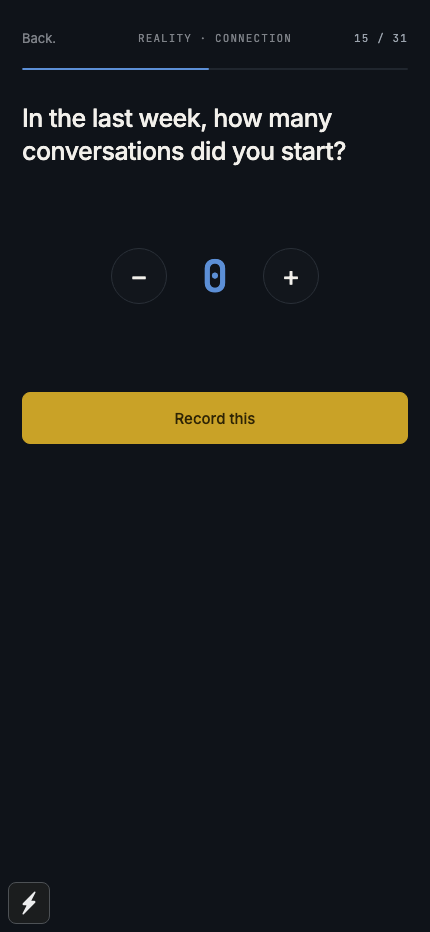 Back.
REALITY · CONNECTION
15 / 31
In the last week, how many
conversations did you start?
−
0
+
Record this